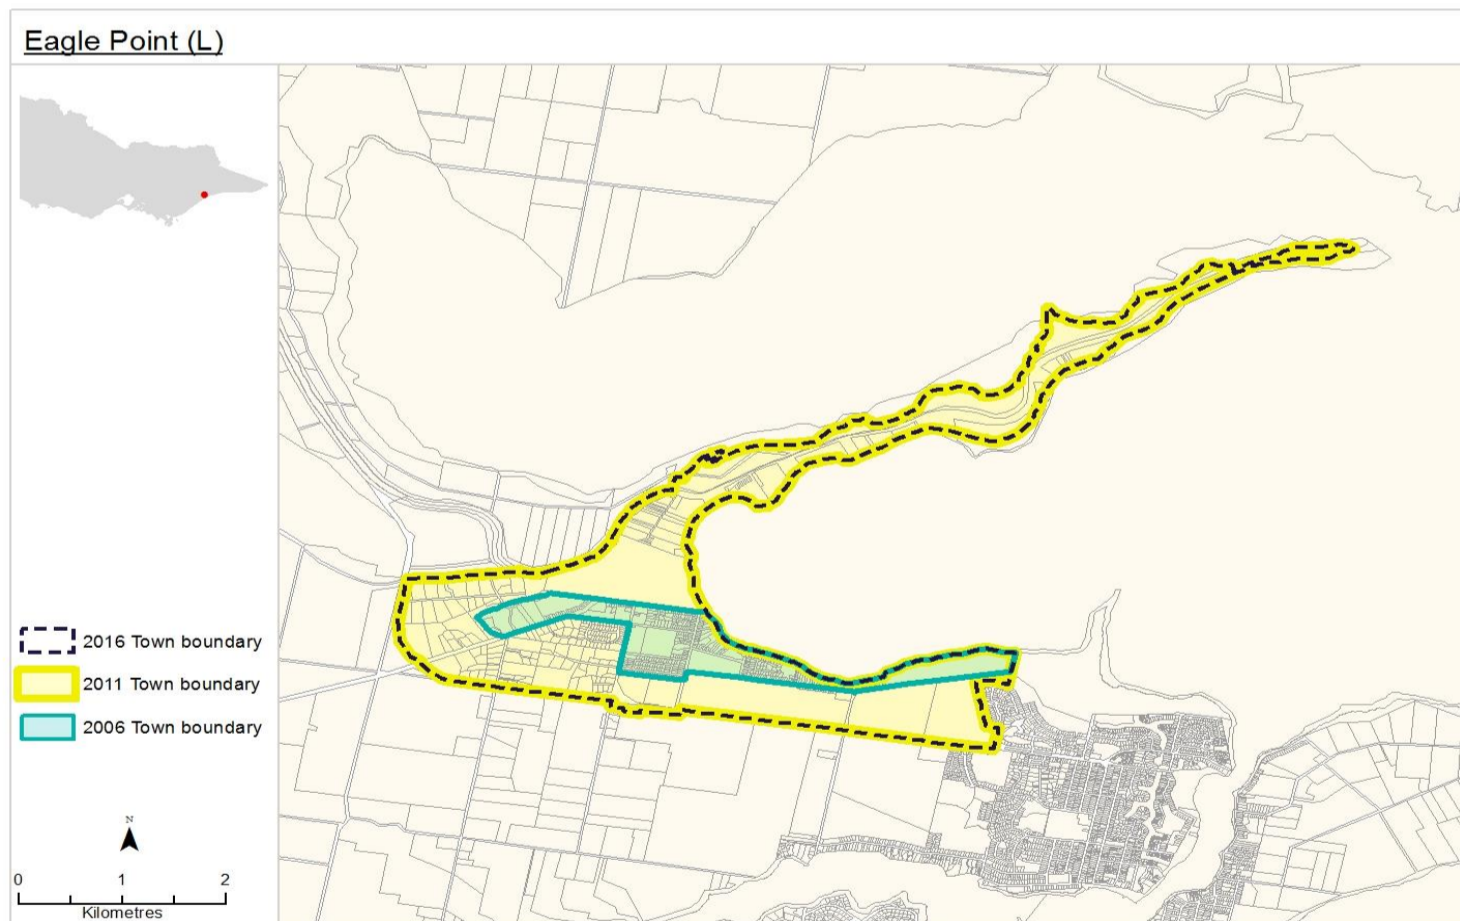 Eagle Point (L)
2016 Town boundary
2011 Town boundary
2006 Town boundary
N
0 1 2
Kilometres